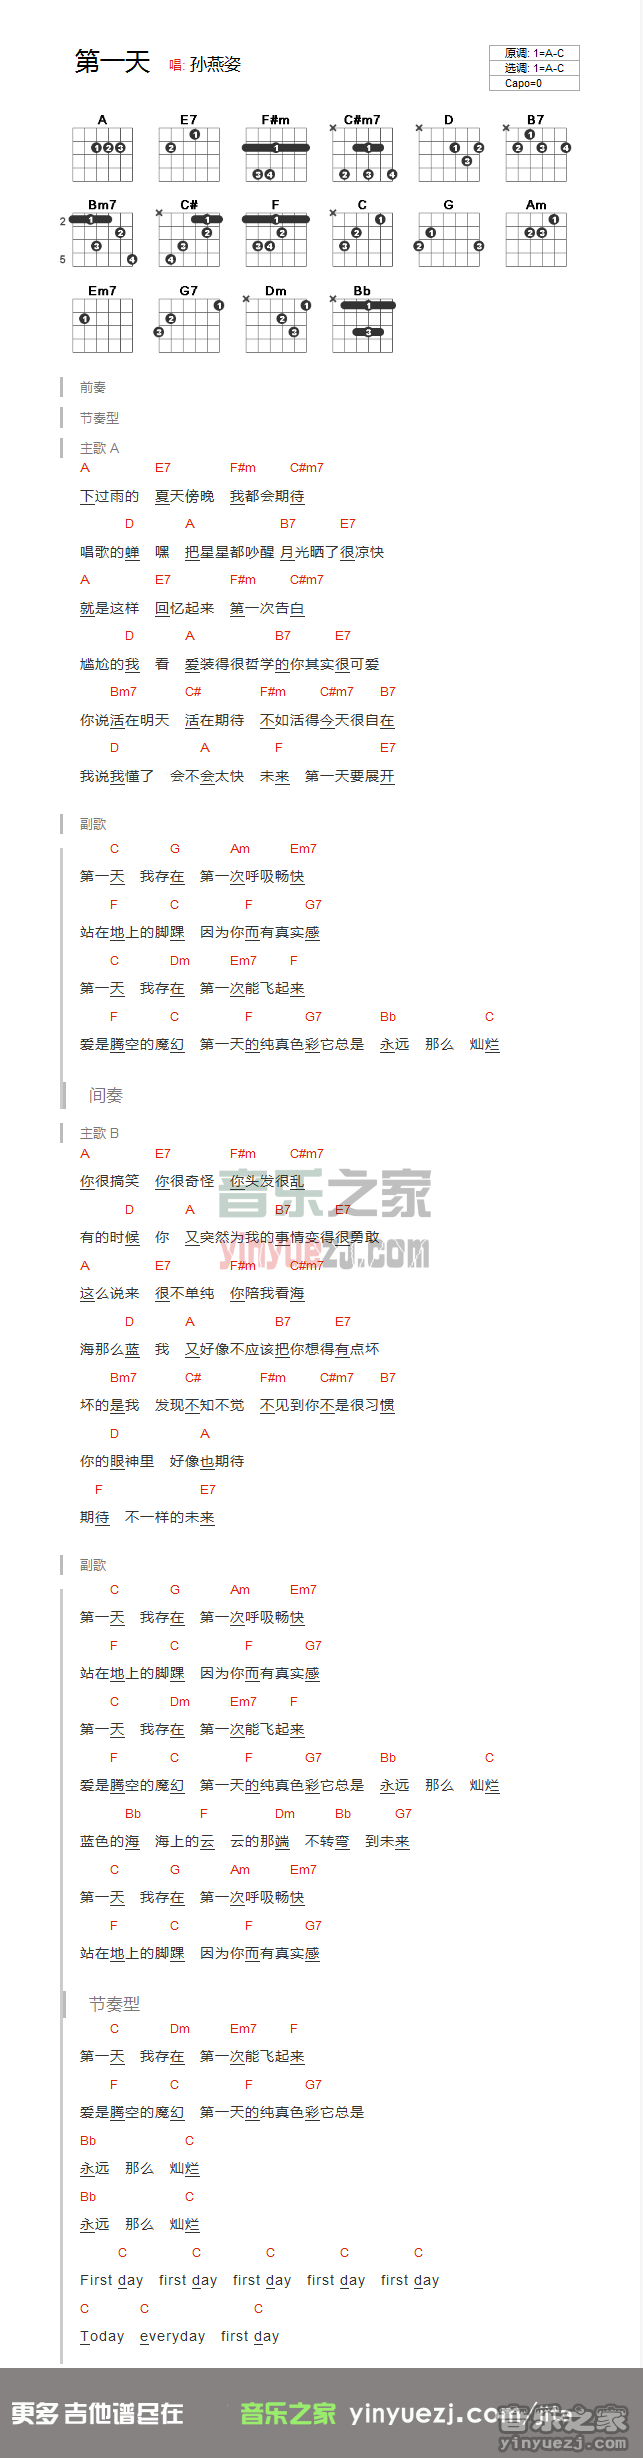 第一天 唱: 孙燕姿
原调: 1=A-C
选调: 1=A-C
Capo=0
A E7 F#m C#m7 D B7
Bm7 C# F C G Am
2
5
Em7 G7 Dm Bb
前奏
节奏型
主歌 A
A E7 F#m C#m7
下过雨的 夏天傍晚 我都会期待
D A B7 E7
唱歌的蝉 嘿 把星星都吵醒 月光晒了很凉快
A E7 F#m C#m7
就是这样 回忆起来 第一次告白
D A B7 E7
尴尬的我 看 爱装得很哲学的你其实很可爱
Bm7 C# F#m C#m7 B7
你说活在明天 活在期待 不如活得今天很自在
D A F E7
我说我懂了 会不会太快 未来 第一天要展开
副歌
C G Am Em7
第一天 我存在 第一次呼吸畅快
F C F G7
站在地上的脚踝 因为你而有真实感
C Dm Em7 F
第一天 我存在 第一次能飞起来
F C F G7 Bb C
爱是腾空的魔幻 第一天的纯真色彩它总是 永远 那么 灿烂
间奏
主歌 B
A E7 F#m C#m7
你很搞笑 你很奇怪 你头发很乱
D A B7 E7
有的时候 你 又突然为我的事情变得很勇敢
A E7 F#m C#m7
这么说来 很不单纯 你陪我看海
D A B7 E7
海那么蓝 我 又好像不应该把你想得有点坏
Bm7 C# F#m C#m7 B7
坏的是我 发现不知不觉 不见到你不是很习惯
D A
你的眼神里 好像也期待
F E7
期待 不一样的未来
副歌
C G Am Em7
第一天 我存在 第一次呼吸畅快
F C F G7
站在地上的脚踝 因为你而有真实感
C Dm Em7 F
第一天 我存在 第一次能飞起来
F C F G7 Bb C
爱是腾空的魔幻 第一天的纯真色彩它总是 永远 那么 灿烂
Bb F Dm Bb G7
蓝色的海 海上的云 云的那端 不转弯 到未来
C G Am Em7
第一天 我存在 第一次呼吸畅快
F C F G7
站在地上的脚踝 因为你而有真实感
节奏型
C Dm Em7 F
第一天 我存在 第一次能飞起来
F C F G7
爱是腾空的魔幻 第一天的纯真色彩它总是
Bb C
永远 那么 灿烂
Bb C
永远 那么 灿烂
C C C C C
First day first day first day first day first day
C C C
Today everyday first day
音乐之家
yinyuezj.com
更多 吉他谱尽在 音乐之家 yinyuezj.com/jita
音乐之家
yinyuezj.com